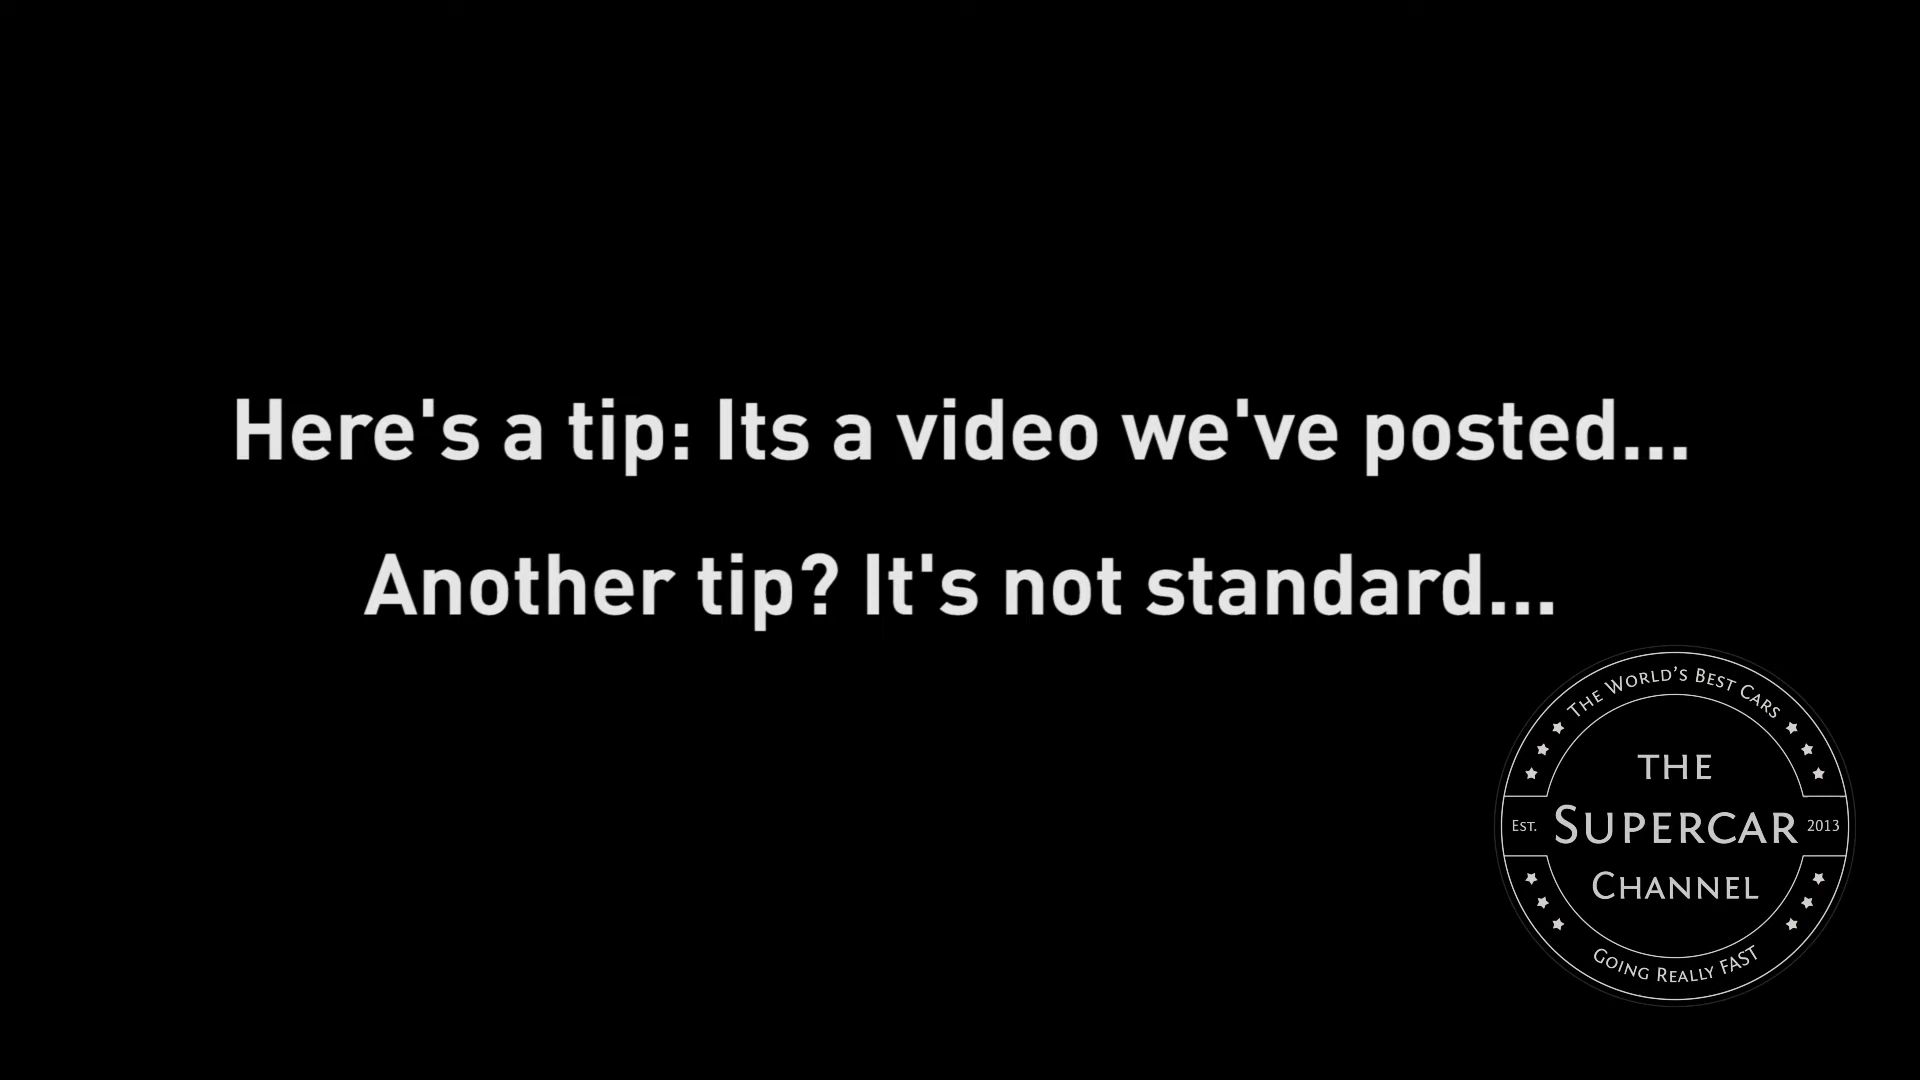 Here's a tip: Its a video we've posted...
Another tip? It's not standard...
The World's Best Cars
THE
Est. Supercar 2013
Channel
Going Really FAST